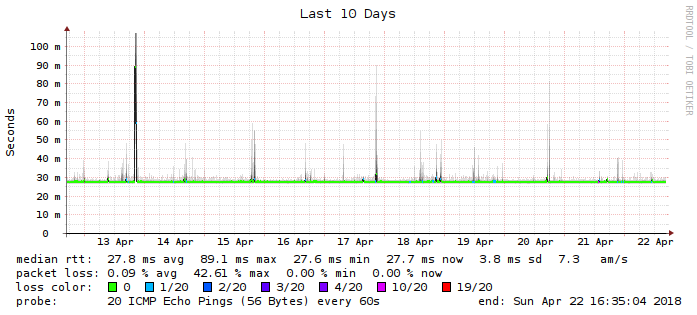 Last 10 Days
RRDTOOL / TOBI OETIKER
Seconds
100 m
90 m
80 m
70 m
60 m
50 m
40 m
30 m
20 m
10 m
0
13 Apr 14 Apr 15 Apr 16 Apr 17 Apr 18 Apr 19 Apr 20 Apr 21 Apr 22 Apr
median rtt: 27.8 ms avg 89.1 ms max 27.6 ms min 27.7 ms now 3.8 ms sd 7.3 am/s
packet loss: 0.09 % avg 42.61 % max 0.00 % min 0.00 % now
loss color: 0 1/20 2/20 3/20 4/20 10/20 19/20
probe: 20 ICMP Echo Pings (56 Bytes) every 60s end: Sun Apr 22 16:35:04 2018